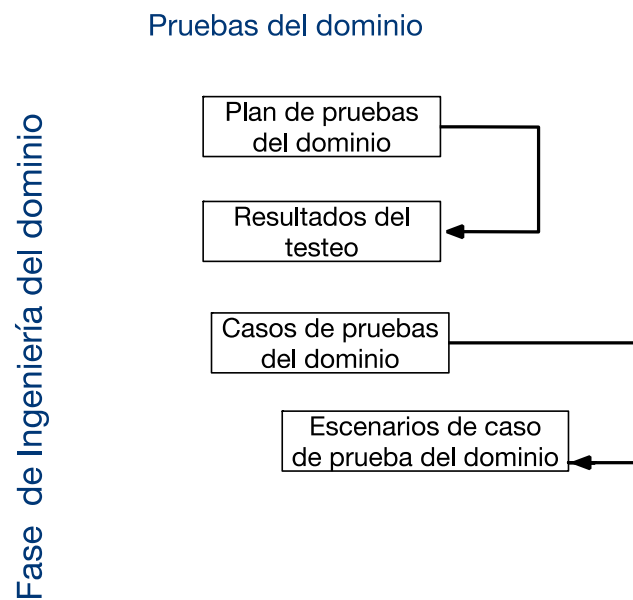 Pruebas del dominio
Fase de Ingeniería del dominio
Plan de pruebas
del dominio
Resultados del
testeo
Casos de pruebas
del dominio
Escenarios de caso
de prueba del dominio